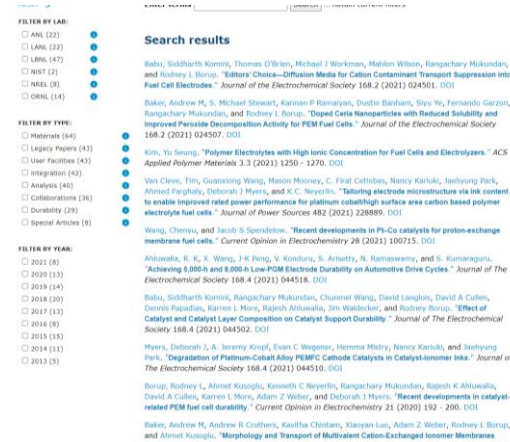 FILTER BY LAB:
ANL (22)
LANL (22)
LBNL (47)
NIST (2)
NREL (8)
ORNL (14)
FILTER BY TYPE:
Materials (64)
Legacy Papers (43)
User Facilities (43)
Integration (42)
Analysis (40)
Collaborations (36)
Durability (29)
Special Articles (8)
FILTER BY YEAR:
2021 (8)
2020 (13)
2019 (14)
2018 (20)
2017 (13)
2016 (8)
2015 (15)
2014 (11)
2013 (5)
Search results
Babu, Siddharth Komini, Thomas O'Brien, Michael J Workman, Mahlon Wilson, Rangachary Mukundan,
and Rodney L Borup. "Editors' Choice—Diffusion Media for Cation Contaminant Transport Suppression into
Fuel Cell Electrodes." Journal of the Electrochemical Society 168.2 (2021) 024501. DOI
Baker, Andrew M, S. Michael Stewart, Kannan P Ramaiyan, Dustin Banham, Siyu Ye, Fernando Garzon,
Rangachary Mukundan, and Rodney L Borup. "Doped Ceria Nanoparticles with Reduced Solubility and
Improved Peroxide Decomposition Activity for PEM Fuel Cells." Journal of the Electrochemical Society
168.2 (2021) 024507. DOI
Kim, Yu Seung. "Polymer Electrolytes with High Ionic Concentration for Fuel Cells and Electrolyzers." ACS
Applied Polymer Materials 3.3 (2021) 1250 - 1270. DOI
Van Cleve, Tim, Guanxiong Wang, Mason Mooney, C. Firat Cetinbas, Nancy Kariuki, Jaehyung Park,
Ahmed Farghaly, Deborah J Myers, and K.C. Neyerlin. "Tailoring electrode microstructure via ink content
to enable improved rated power performance for platinum cobalt/high surface area carbon based polymer
electrolyte fuel cells." Journal of Power Sources 482 (2021) 228889. DOI
Wang, Chenyu, and Jacob S Spendelow. "Recent developments in Pt-Co catalysts for proton-exchange
membrane fuel cells." Current Opinion in Electrochemistry 28 (2021) 100715. DOI
Ahluwalia, R. K, X. Wang, J-K Peng, V. Konduru, S. Arisetty, N. Ramaswamy, and S. Kumaraguru.
"Achieving 5,000-h and 8,000-h Low-PGM Electrode Durability on Automotive Drive Cycles." Journal of The
Electrochemical Society 168.4 (2021) 044518. DOI
Babu, Siddharth Komini, Rangachary Mukundan, Chunmei Wang, David Langlois, David A Cullen,
Dennis Papadias, Karren L More, Rajesh Ahluwalia, Jim Waldecker, and Rodney Borup. "Effect of
Catalyst and Catalyst Layer Composition on Catalyst Support Durability." Journal of The Electrochemical
Society 168.4 (2021) 044502. DOI
Myers, Deborah J, A. Jeremy Kropf, Evan C Wegener, Hemma Mistry, Nancy Kariuki, and Jaehyung
Park. "Degradation of Platinum-Cobalt Alloy PEMFC Cathode Catalysts in Catalyst-Ionomer Inks." Journal of
The Electrochemical Society 168.4 (2021) 044510. DOI
Borup, Rodney L, Ahmet Kusoglu, Kenneth C Neyerlin, Rangachary Mukundan, Rajesh K Ahluwalia,
David A Cullen, Karren L More, Adam Z Weber, and Deborah J Myers. "Recent developments in catalyst-
related PEM fuel cell durability." Current Opinion in Electrochemistry 21 (2020) 192 - 200. DOI
Baker, Andrew M, Andrew R Crothers, Kavitha Chintam, Xiaoyan Luo, Adam Z Weber, Rodney L Borup,
and Ahmet Kusoglu. "Morphology and Transport of Multivalent Cation-Exchanged Ionomer Membranes